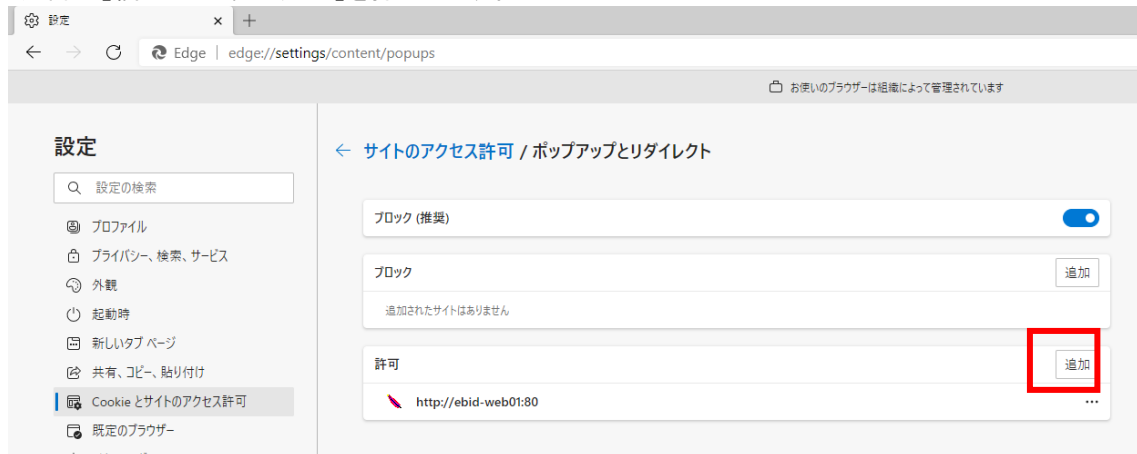 設定
Edge | edge://settings/content/popups
お使いのブラウザーは組織によって管理されています
設定
設定の検索
プロファイル
プライバシー、検索、サービス
外観
起動時
新しいタブ ページ
共有、コピー、貼り付け
Cookie とサイトのアクセス許可
既定のブラウザー
サイトのアクセス許可 / ポップアップとリダイレクト
ブロック (推奨)
ブロック
追加
追加されたサイトはありません
許可
追加
http://ebid-web01:80